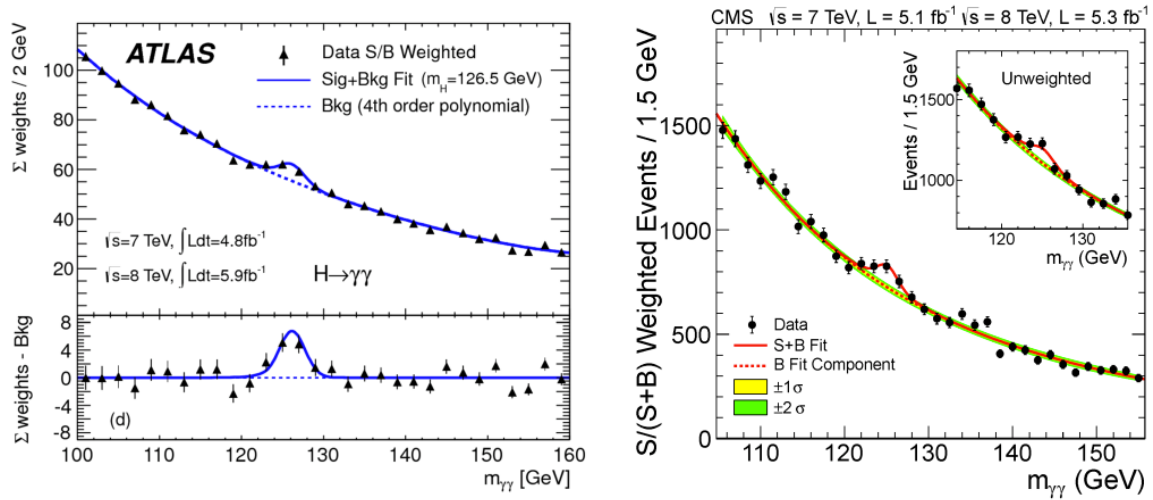 ATLAS
Data S/B Weighted
Sig+Bkg Fit (m_H=126.5 GeV)
Bkg (4th order polynomial)
Σ weights / 2 GeV
100
80
60
40
20
√s=7 TeV, ∫Ldt=4.8fb⁻¹
√s=8 TeV, ∫Ldt=5.9fb⁻¹
H→γγ
Σ weights - Bkg
8
4
0
-4
-8
(d)
100 110 120 130 140 150 160
m_γγ [GeV]
CMS √s = 7 TeV, L = 5.1 fb⁻¹ √s = 8 TeV, L = 5.3 fb⁻¹
S/(S+B) Weighted Events / 1.5 GeV
1500
1000
500
0
Unweighted
Events / 1.5 GeV
1500
1000
120 130
m_γγ (GeV)
Data
S+B Fit
B Fit Component
±1σ
±2 σ
110 120 130 140 150
m_γγ (GeV)